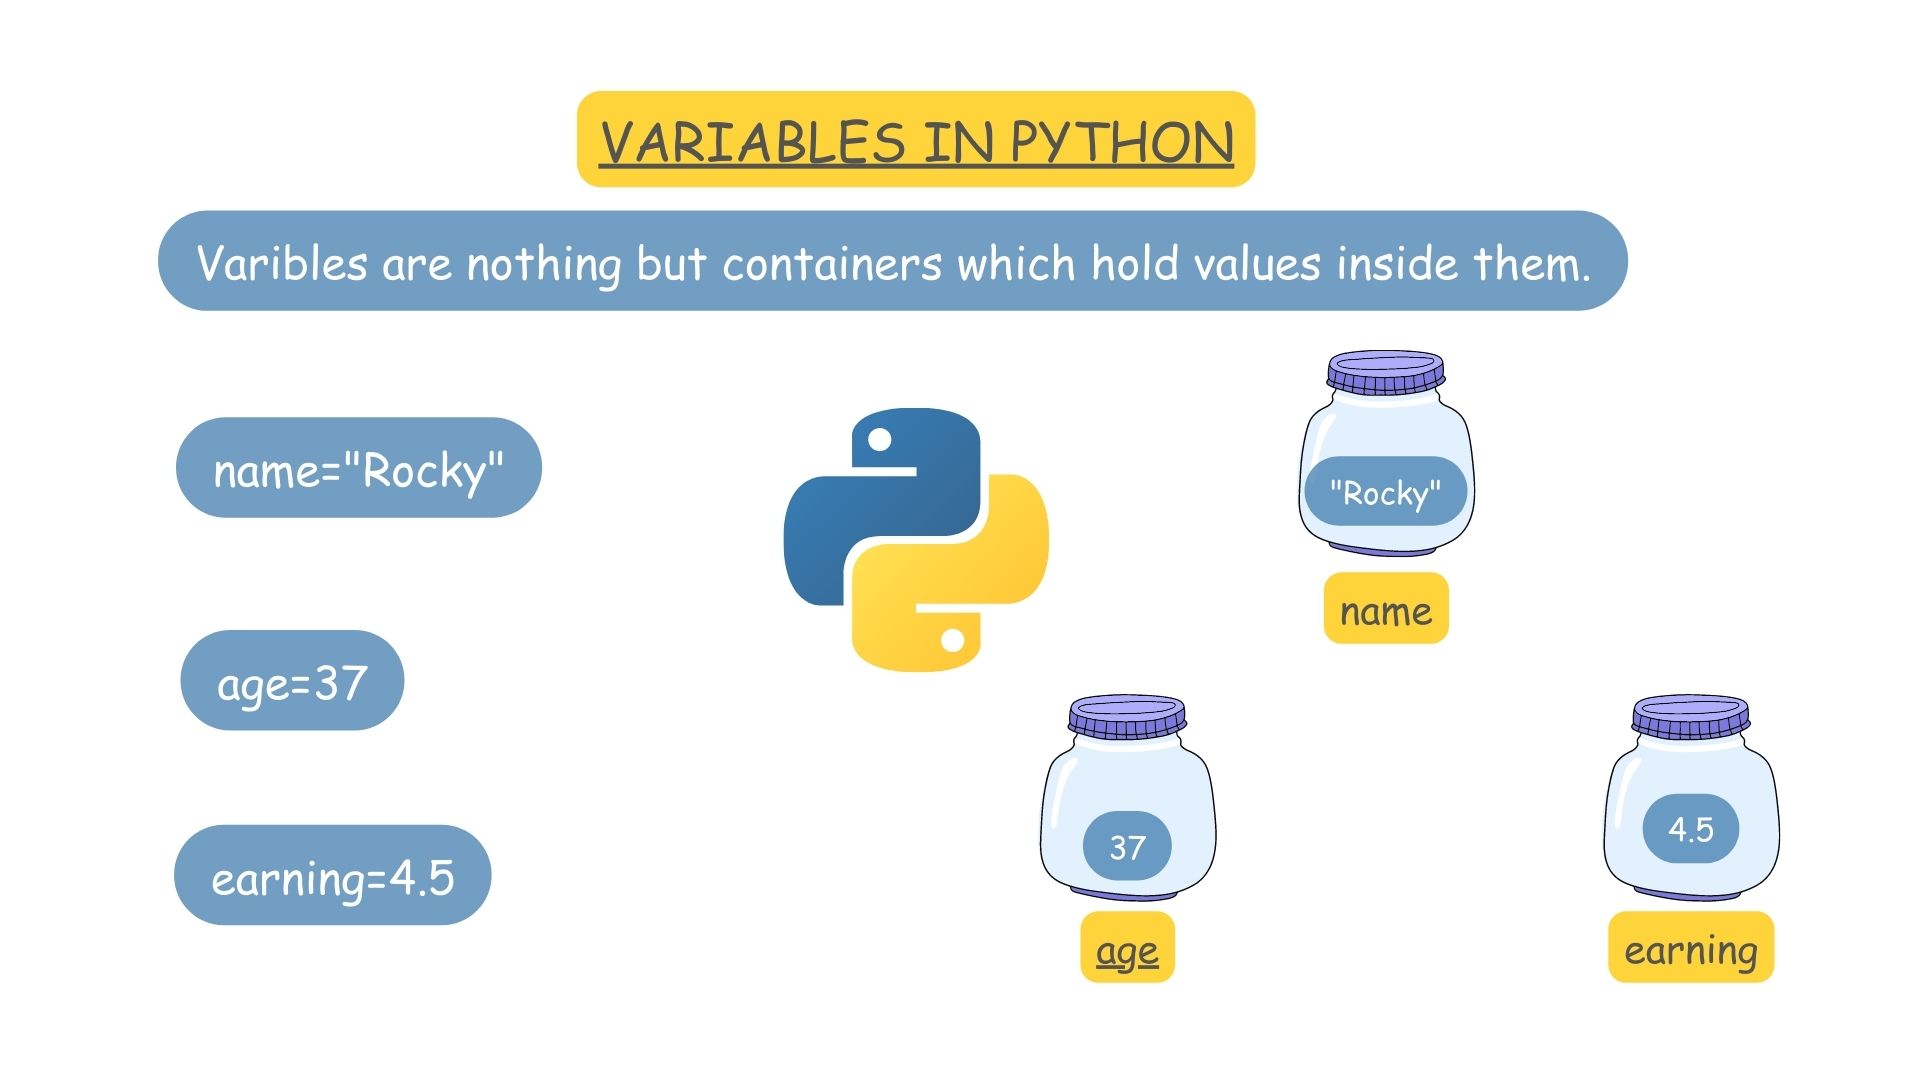 VARIABLES IN PYTHON
Varibles are nothing but containers which hold values inside them.
name="Rocky"
age=37
earning=4.5
"Rocky"
name
37
age
4.5
earning